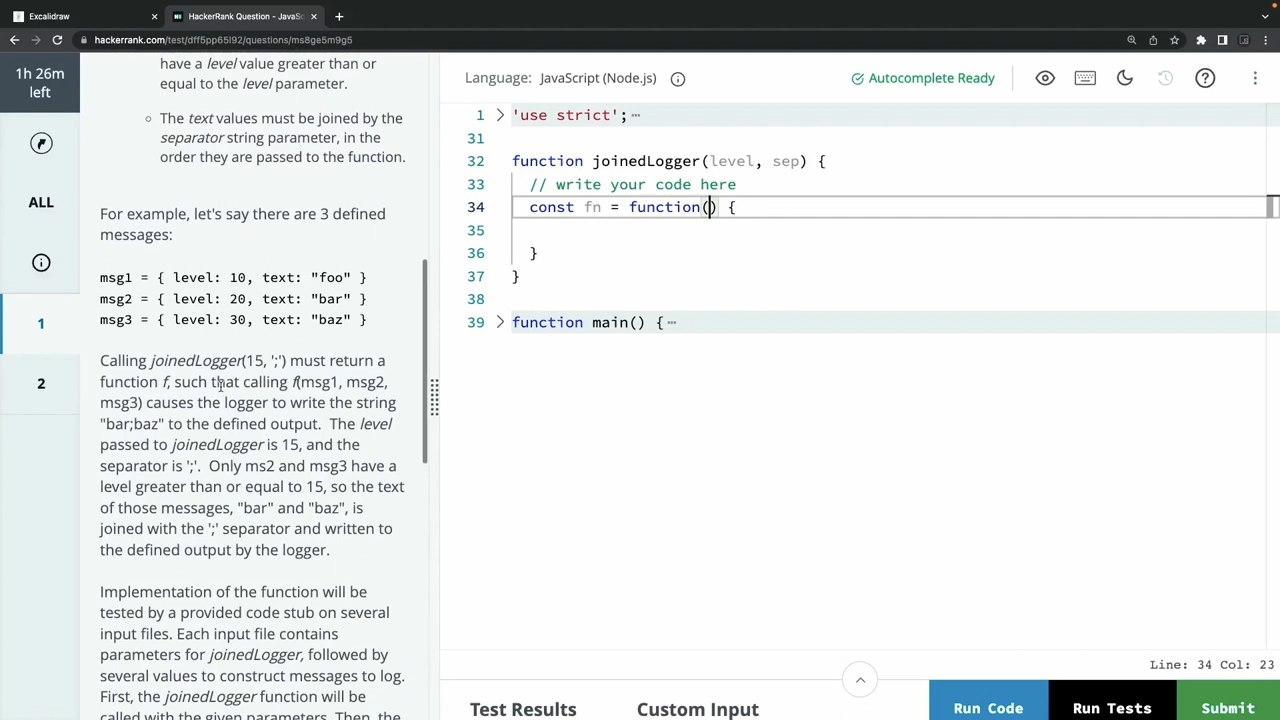 Excalidraw
HackerRank Question - JavaSc
hackerrank.com/test/dff5pp65l92/questions/ms8ge5m9g5
1h 26m
left
ALL
1
2
have a level value greater than or
equal to the level parameter.
The text values must be joined by the
separator string parameter, in the
order they are passed to the function.
For example, let's say there are 3 defined
messages:
msg1 = { level: 10, text: "foo" }
msg2 = { level: 20, text: "bar" }
msg3 = { level: 30, text: "baz" }
Calling joinedLogger(15, ';') must return a
function f, such that calling f(msg1, msg2,
msg3) causes the logger to write the string
"bar;baz" to the defined output.  The level
passed to joinedLogger is 15, and the
separator is ';'.  Only ms2 and msg3 have a
level greater than or equal to 15, so the text
of those messages, "bar" and "baz", is
joined with the ';' separator and written to
the defined output by the logger.
Implementation of the function will be
tested by a provided code stub on several
input files. Each input file contains
parameters for joinedLogger, followed by
several values to construct messages to log.
First, the joinedLogger function will be
called with the given parameters. Then, the
Language: JavaScript (Node.js)
Autocomplete Ready
1 'use strict';
31
32 function joinedLogger(level, sep) {
33 // write your code here
34 const fn = function() {
35
36 }
37 }
38
39 function main() {
Line: 34 Col: 23
Test Results
Custom Input
Run Code
Run Tests
Submit